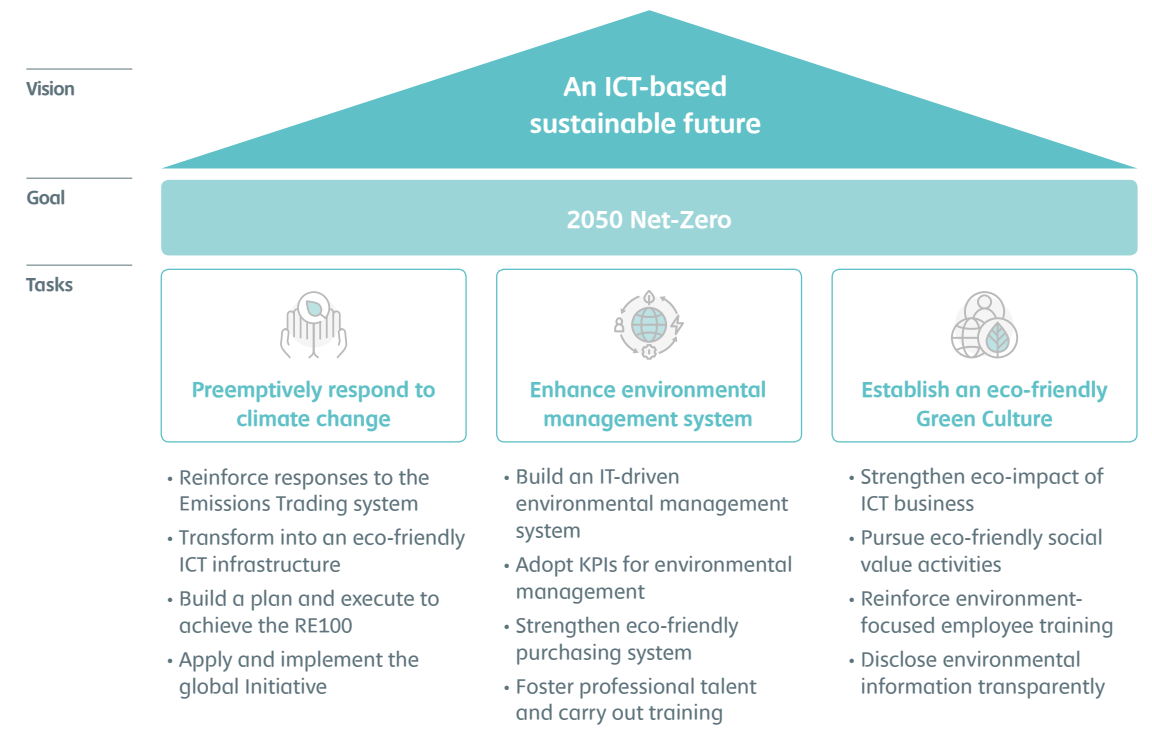 Vision
An ICT-based
sustainable future
Goal
2050 Net-Zero
Tasks
Preemptively respond to
climate change
• Reinforce responses to the
Emissions Trading system
• Transform into an eco-friendly
ICT infrastructure
• Build a plan and execute to
achieve the RE100
• Apply and implement the
global Initiative
Enhance environmental
management system
• Build an IT-driven
environmental management
system
• Adopt KPIs for environmental
management
• Strengthen eco-friendly
purchasing system
• Foster professional talent
and carry out training
Establish an eco-friendly
Green Culture
• Strengthen eco-impact of
ICT business
• Pursue eco-friendly social
value activities
• Reinforce environment-
focused employee training
• Disclose environmental
information transparently